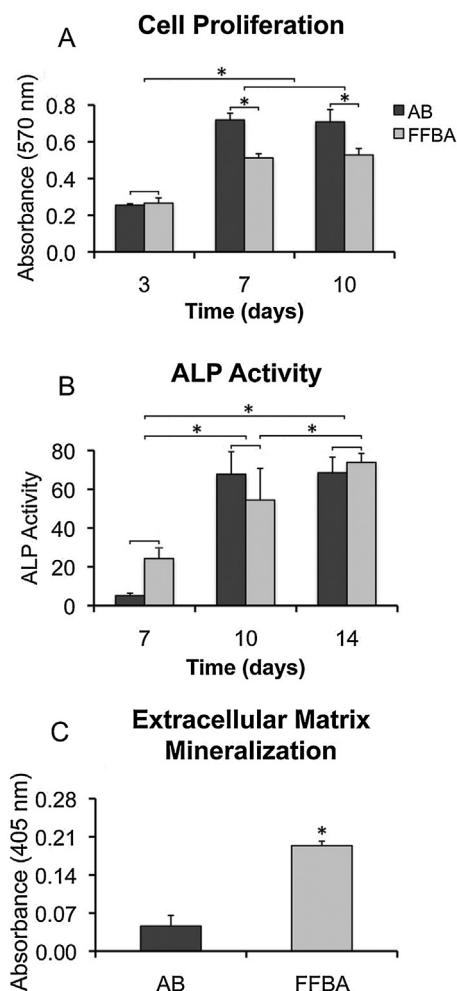 A
Cell Proliferation
*
* *
AB
FFBA
Absorbance (570 nm)
0.8
0.6
0.4
0.2
0.0
3 7 10
Time (days)
B
ALP Activity
*
* *
ALP Activity
80
60
40
20
0
7 10 14
Time (days)
C
Extracellular Matrix
Mineralization
*
Absorbance (405 nm)
0.28
0.21
0.14
0.07
0.00
AB FFBA